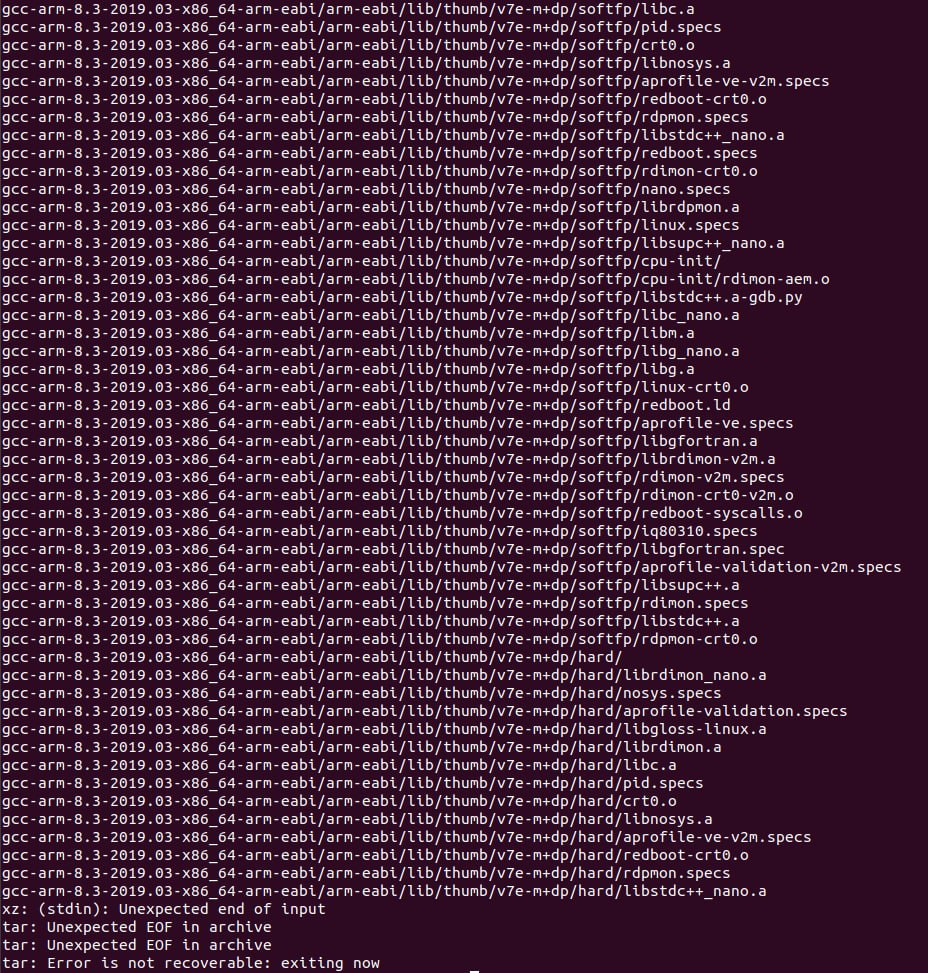 gcc-arm-8.3-2019.03-x86_64-arm-eabi/arm-eabi/lib/thumb/v7e-m+dp/softfp/libc.a
gcc-arm-8.3-2019.03-x86_64-arm-eabi/arm-eabi/lib/thumb/v7e-m+dp/softfp/pid.specs
gcc-arm-8.3-2019.03-x86_64-arm-eabi/arm-eabi/lib/thumb/v7e-m+dp/softfp/crt0.o
gcc-arm-8.3-2019.03-x86_64-arm-eabi/arm-eabi/lib/thumb/v7e-m+dp/softfp/libnosys.a
gcc-arm-8.3-2019.03-x86_64-arm-eabi/arm-eabi/lib/thumb/v7e-m+dp/softfp/aprofile-ve-v2m.specs
gcc-arm-8.3-2019.03-x86_64-arm-eabi/arm-eabi/lib/thumb/v7e-m+dp/softfp/redboot-crt0.o
gcc-arm-8.3-2019.03-x86_64-arm-eabi/arm-eabi/lib/thumb/v7e-m+dp/softfp/rdpmon.specs
gcc-arm-8.3-2019.03-x86_64-arm-eabi/arm-eabi/lib/thumb/v7e-m+dp/softfp/libstdc++_nano.a
gcc-arm-8.3-2019.03-x86_64-arm-eabi/arm-eabi/lib/thumb/v7e-m+dp/softfp/redboot.specs
gcc-arm-8.3-2019.03-x86_64-arm-eabi/arm-eabi/lib/thumb/v7e-m+dp/softfp/rdimon-crt0.o
gcc-arm-8.3-2019.03-x86_64-arm-eabi/arm-eabi/lib/thumb/v7e-m+dp/softfp/nano.specs
gcc-arm-8.3-2019.03-x86_64-arm-eabi/arm-eabi/lib/thumb/v7e-m+dp/softfp/librdpmon.a
gcc-arm-8.3-2019.03-x86_64-arm-eabi/arm-eabi/lib/thumb/v7e-m+dp/softfp/linux.specs
gcc-arm-8.3-2019.03-x86_64-arm-eabi/arm-eabi/lib/thumb/v7e-m+dp/softfp/libsupc++_nano.a
gcc-arm-8.3-2019.03-x86_64-arm-eabi/arm-eabi/lib/thumb/v7e-m+dp/softfp/cpu-init/
gcc-arm-8.3-2019.03-x86_64-arm-eabi/arm-eabi/lib/thumb/v7e-m+dp/softfp/cpu-init/rdimon-aem.o
gcc-arm-8.3-2019.03-x86_64-arm-eabi/arm-eabi/lib/thumb/v7e-m+dp/softfp/libstdc++.a-gdb.py
gcc-arm-8.3-2019.03-x86_64-arm-eabi/arm-eabi/lib/thumb/v7e-m+dp/softfp/libc_nano.a
gcc-arm-8.3-2019.03-x86_64-arm-eabi/arm-eabi/lib/thumb/v7e-m+dp/softfp/libm.a
gcc-arm-8.3-2019.03-x86_64-arm-eabi/arm-eabi/lib/thumb/v7e-m+dp/softfp/libg_nano.a
gcc-arm-8.3-2019.03-x86_64-arm-eabi/arm-eabi/lib/thumb/v7e-m+dp/softfp/libg.a
gcc-arm-8.3-2019.03-x86_64-arm-eabi/arm-eabi/lib/thumb/v7e-m+dp/softfp/linux-crt0.o
gcc-arm-8.3-2019.03-x86_64-arm-eabi/arm-eabi/lib/thumb/v7e-m+dp/softfp/redboot.ld
gcc-arm-8.3-2019.03-x86_64-arm-eabi/arm-eabi/lib/thumb/v7e-m+dp/softfp/aprofile-ve.specs
gcc-arm-8.3-2019.03-x86_64-arm-eabi/arm-eabi/lib/thumb/v7e-m+dp/softfp/libgfortran.a
gcc-arm-8.3-2019.03-x86_64-arm-eabi/arm-eabi/lib/thumb/v7e-m+dp/softfp/librdimon-v2m.a
gcc-arm-8.3-2019.03-x86_64-arm-eabi/arm-eabi/lib/thumb/v7e-m+dp/softfp/rdimon-v2m.specs
gcc-arm-8.3-2019.03-x86_64-arm-eabi/arm-eabi/lib/thumb/v7e-m+dp/softfp/rdimon-crt0-v2m.o
gcc-arm-8.3-2019.03-x86_64-arm-eabi/arm-eabi/lib/thumb/v7e-m+dp/softfp/redboot-syscalls.o
gcc-arm-8.3-2019.03-x86_64-arm-eabi/arm-eabi/lib/thumb/v7e-m+dp/softfp/iq80310.specs
gcc-arm-8.3-2019.03-x86_64-arm-eabi/arm-eabi/lib/thumb/v7e-m+dp/softfp/libgfortran.spec
gcc-arm-8.3-2019.03-x86_64-arm-eabi/arm-eabi/lib/thumb/v7e-m+dp/softfp/aprofile-validation-v2m.specs
gcc-arm-8.3-2019.03-x86_64-arm-eabi/arm-eabi/lib/thumb/v7e-m+dp/softfp/libsupc++.a
gcc-arm-8.3-2019.03-x86_64-arm-eabi/arm-eabi/lib/thumb/v7e-m+dp/softfp/rdimon.specs
gcc-arm-8.3-2019.03-x86_64-arm-eabi/arm-eabi/lib/thumb/v7e-m+dp/softfp/libstdc++.a
gcc-arm-8.3-2019.03-x86_64-arm-eabi/arm-eabi/lib/thumb/v7e-m+dp/softfp/rdpmon-crt0.o
gcc-arm-8.3-2019.03-x86_64-arm-eabi/arm-eabi/lib/thumb/v7e-m+dp/hard/
gcc-arm-8.3-2019.03-x86_64-arm-eabi/arm-eabi/lib/thumb/v7e-m+dp/hard/librdimon_nano.a
gcc-arm-8.3-2019.03-x86_64-arm-eabi/arm-eabi/lib/thumb/v7e-m+dp/hard/nosys.specs
gcc-arm-8.3-2019.03-x86_64-arm-eabi/arm-eabi/lib/thumb/v7e-m+dp/hard/aprofile-validation.specs
gcc-arm-8.3-2019.03-x86_64-arm-eabi/arm-eabi/lib/thumb/v7e-m+dp/hard/libgloss-linux.a
gcc-arm-8.3-2019.03-x86_64-arm-eabi/arm-eabi/lib/thumb/v7e-m+dp/hard/librdimon.a
gcc-arm-8.3-2019.03-x86_64-arm-eabi/arm-eabi/lib/thumb/v7e-m+dp/hard/libc.a
gcc-arm-8.3-2019.03-x86_64-arm-eabi/arm-eabi/lib/thumb/v7e-m+dp/hard/pid.specs
gcc-arm-8.3-2019.03-x86_64-arm-eabi/arm-eabi/lib/thumb/v7e-m+dp/hard/crt0.o
gcc-arm-8.3-2019.03-x86_64-arm-eabi/arm-eabi/lib/thumb/v7e-m+dp/hard/libnosys.a
gcc-arm-8.3-2019.03-x86_64-arm-eabi/arm-eabi/lib/thumb/v7e-m+dp/hard/aprofile-ve-v2m.specs
gcc-arm-8.3-2019.03-x86_64-arm-eabi/arm-eabi/lib/thumb/v7e-m+dp/hard/redboot-crt0.o
gcc-arm-8.3-2019.03-x86_64-arm-eabi/arm-eabi/lib/thumb/v7e-m+dp/hard/rdpmon.specs
gcc-arm-8.3-2019.03-x86_64-arm-eabi/arm-eabi/lib/thumb/v7e-m+dp/hard/libstdc++_nano.a
xz: (stdin): Unexpected end of input
tar: Unexpected EOF in archive
tar: Unexpected EOF in archive
tar: Error is not recoverable: exiting now